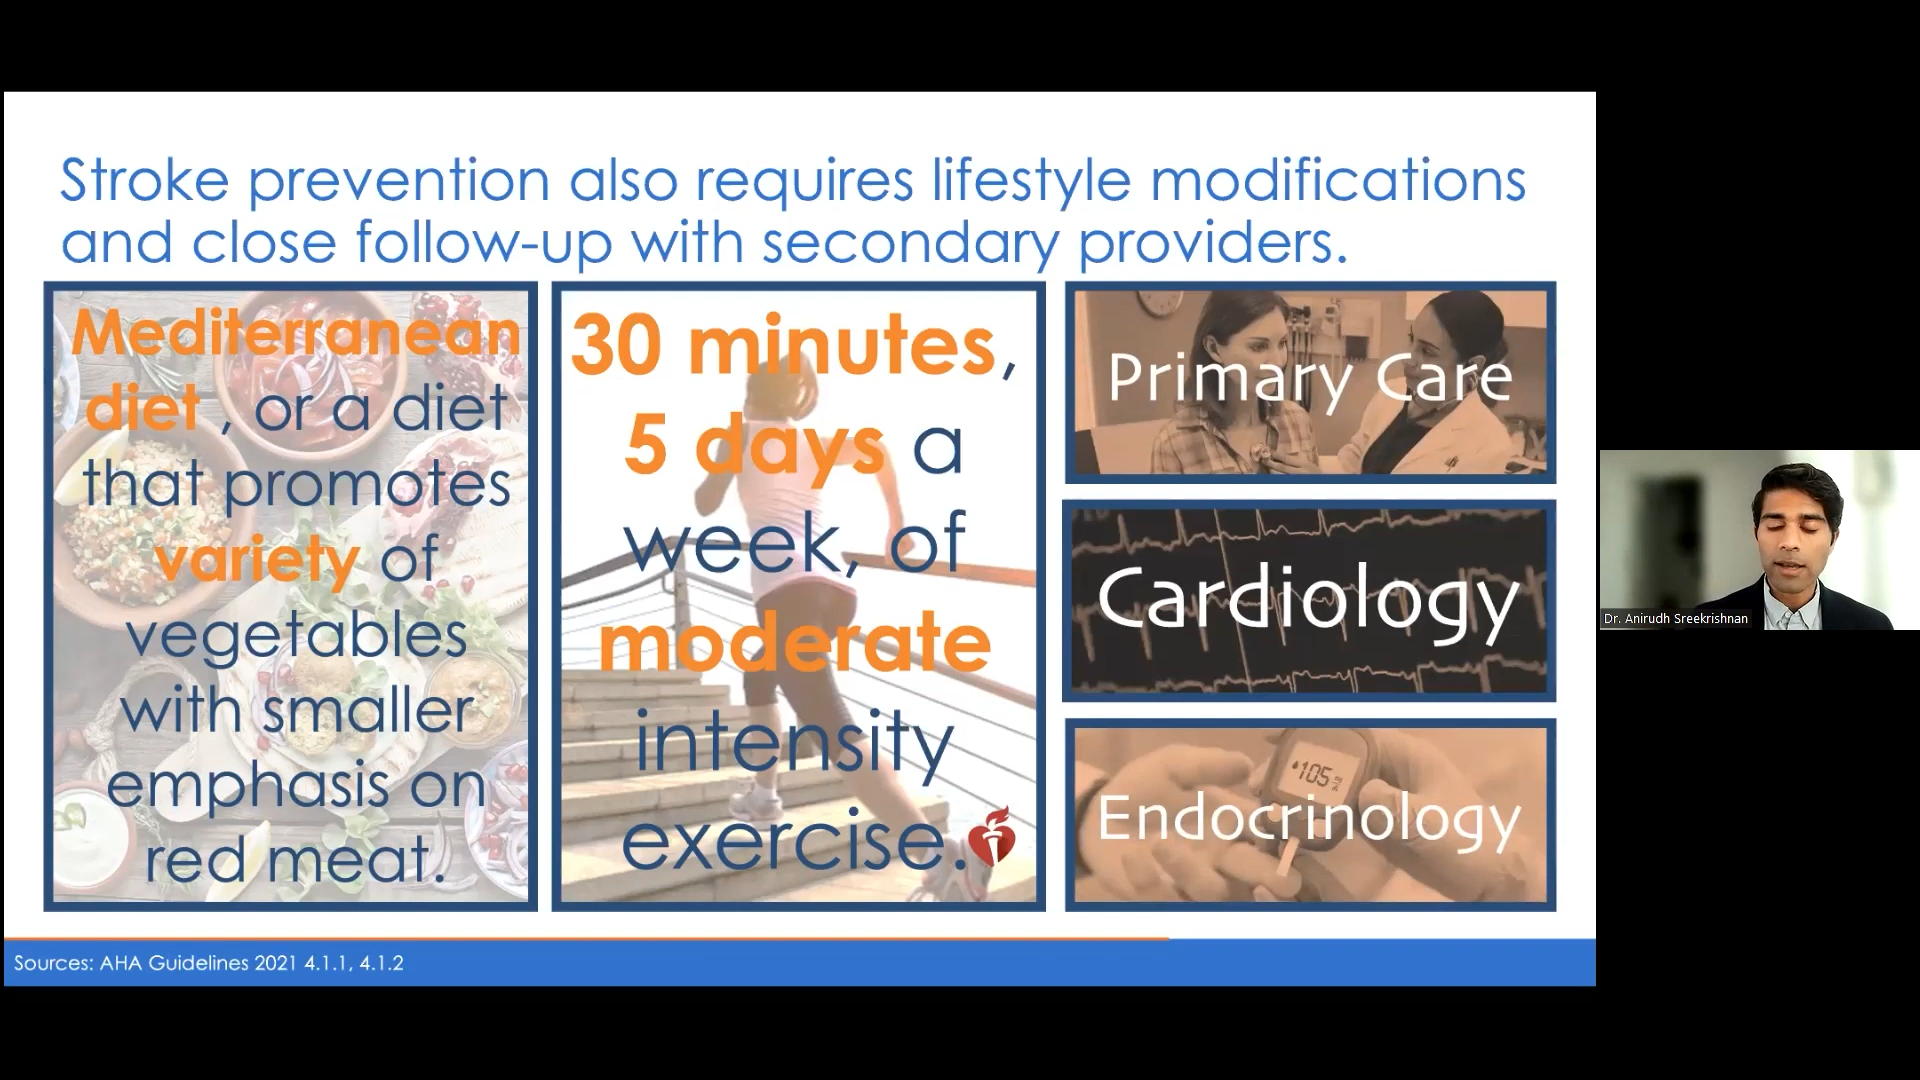 Stroke prevention also requires lifestyle modifications
and close follow-up with secondary providers.
Mediterranean
diet , or a diet
that promotes
variety of
vegetables
with smaller
emphasis on
red meat.
30 minutes,
5 days a
week, of
moderate
intensity
exercise.
Primary Care
Cardiology
105
Endocrinology
Dr. Anirudh Sreekrishnan
Sources: AHA Guidelines 2021 4.1.1, 4.1.2